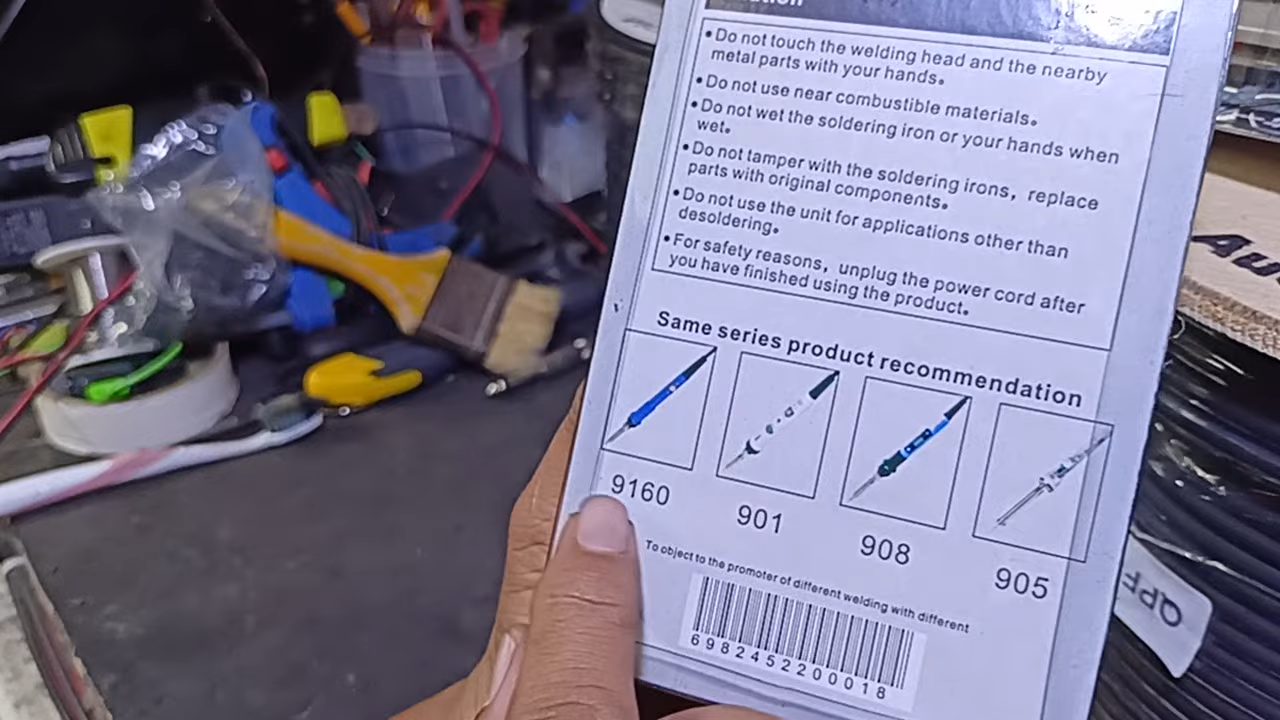 • Do not touch the welding head and the nearby
metal parts with your hands。
• Do not use near combustible materials。
• Do not wet the soldering iron or your hands when
wet。
• Do not tamper with the soldering irons，replace
parts with original components。
• Do not use the unit for applications other than
desoldering。
• For safety reasons，unplug the power cord after
you have finished using the product。
Same series product recommendation
9160
901
908
905
To object to the promoter of different welding with different
6982452200018
Au
QPF